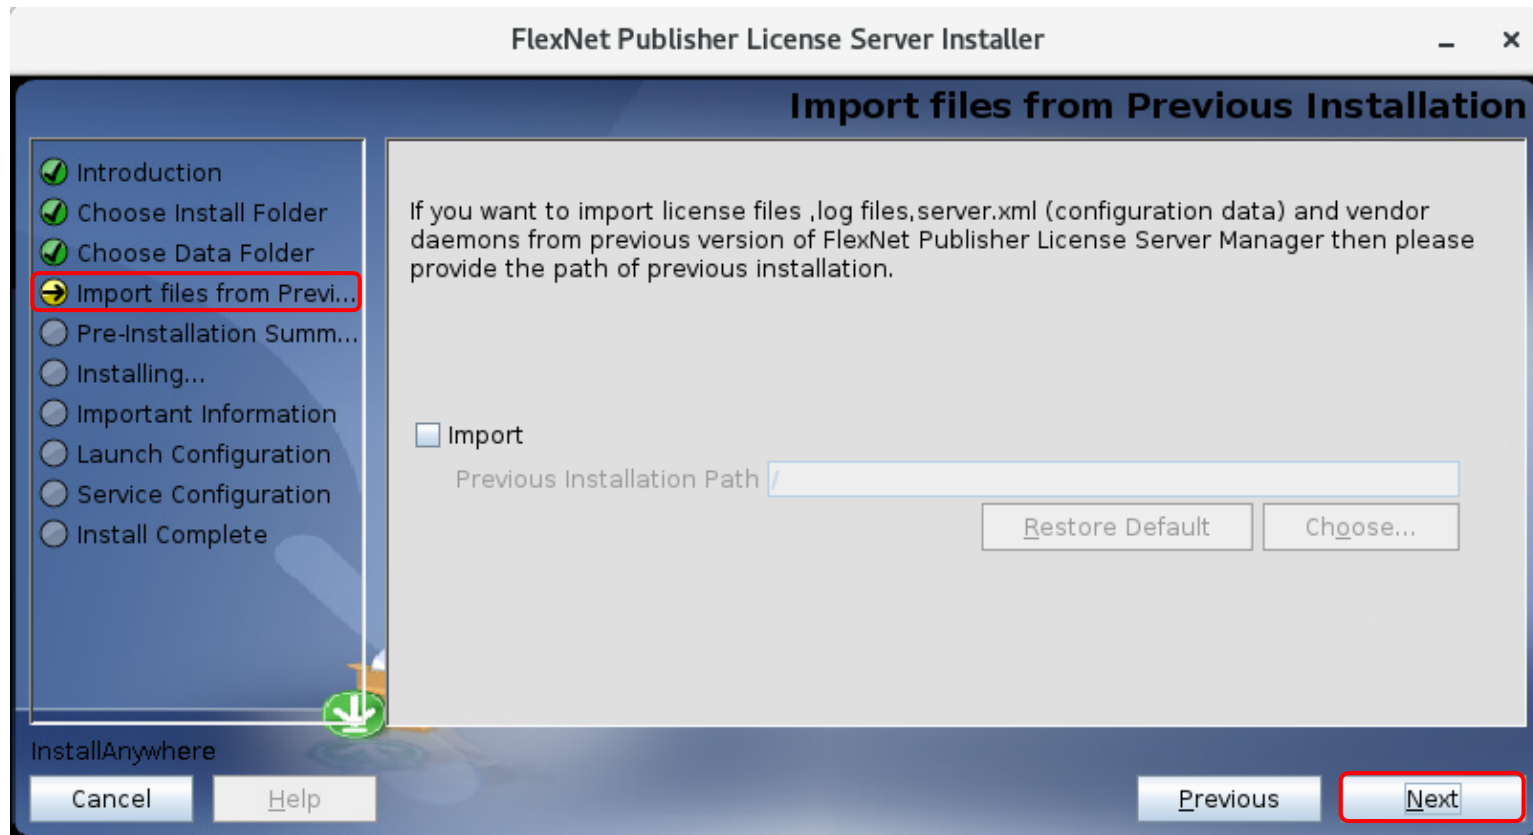 FlexNet Publisher License Server Installer
Import files from Previous Installation
Introduction
Choose Install Folder
Choose Data Folder
Import files from Previ...
Pre-Installation Summ...
Installing...
Important Information
Launch Configuration
Service Configuration
Install Complete
If you want to import license files ,log files,server.xml (configuration data) and vendor
daemons from previous version of FlexNet Publisher License Server Manager then please
provide the path of previous installation.
Import
Previous Installation Path /
Restore Default Choose...
InstallAnywhere
Cancel Help Previous Next